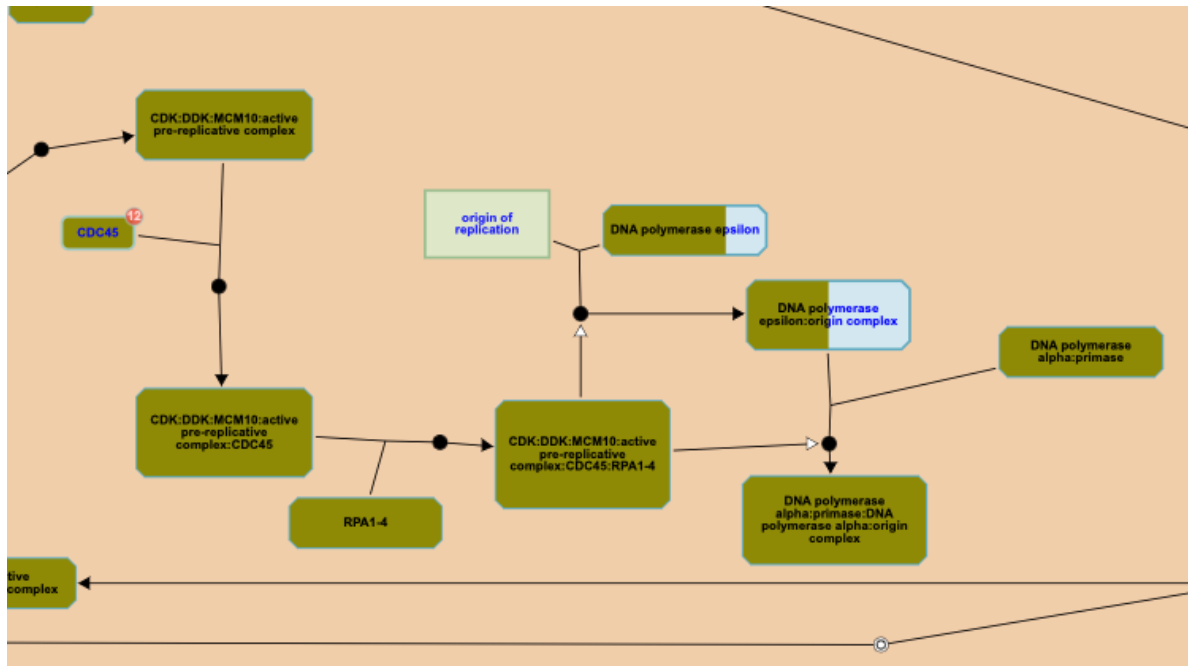 CDK:DDK:MCM10:active
pre-replicative complex
12
CDC45
origin of
replication
DNA polymerase epsilon
DNA polymerase
epsilon:origin complex
DNA polymerase
alpha:primase
CDK:DDK:MCM10:active
pre-replicative
complex:CDC45
CDK:DDK:MCM10:active
pre-replicative
complex:CDC45:RPA1-4
RPA1-4
DNA polymerase
alpha:primase:DNA
polymerase alpha:origin
complex
tive
complex